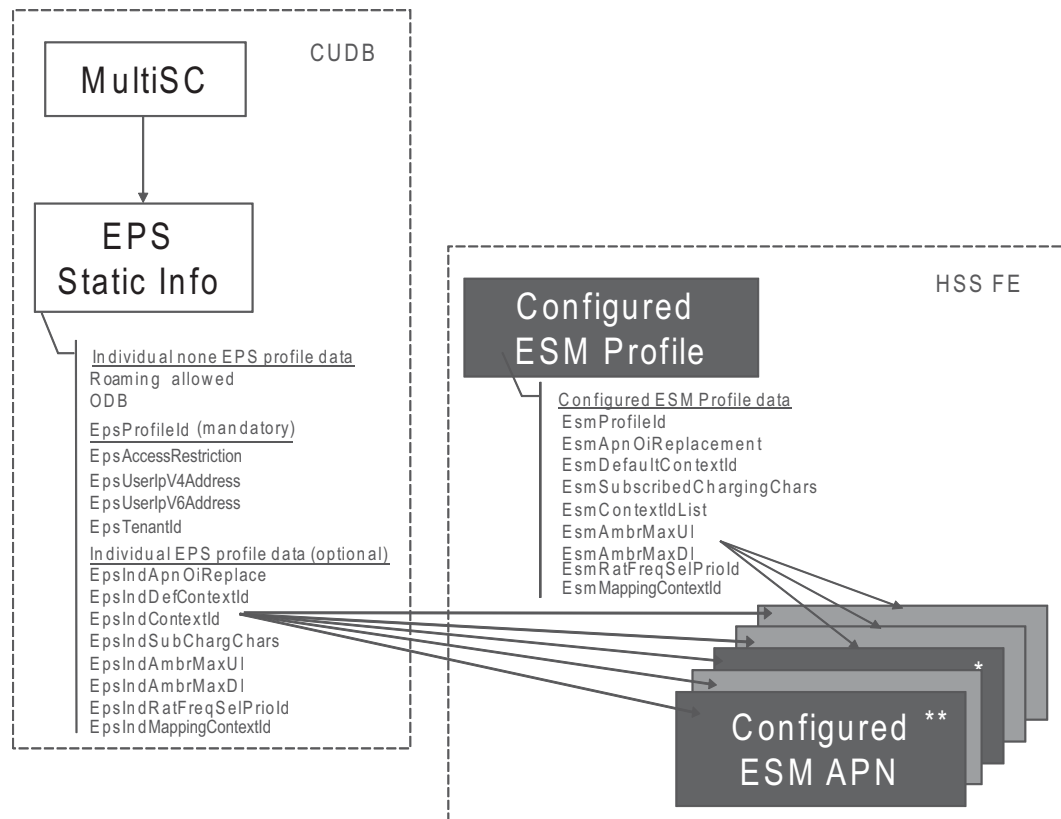 CUDB
MultiSC
EPS
Static Info
Individual none EPS profile data
Roaming allowed
ODB
EpsProfileId (mandatory)
EpsAccessRestriction
EpsUserIpV4Address
EpsUserIpV6Address
EpsTenantId
Individual EPS profile data (optional)
EpsIndApnOiReplace
EpsIndDefContextId
EpsIndContextId
EpsIndSubChargChars
EpsIndAmbrMaxUl
EpsIndAmbrMaxDl
EpsIndRatFreqSelPrioId
EpsIndMappingContextId
HSS FE
Configured
ESM Profile
Configured ESM Profile data
EsmProfileId
EsmApnOiReplacement
EsmDefaultContextId
EsmSubscribedChargingChars
EsmContextIdList
EsmAmbrMaxUl
EsmAmbrMaxDl
EsmRatFreqSelPrioId
EsmMappingContextId
*
Configured **
ESM APN